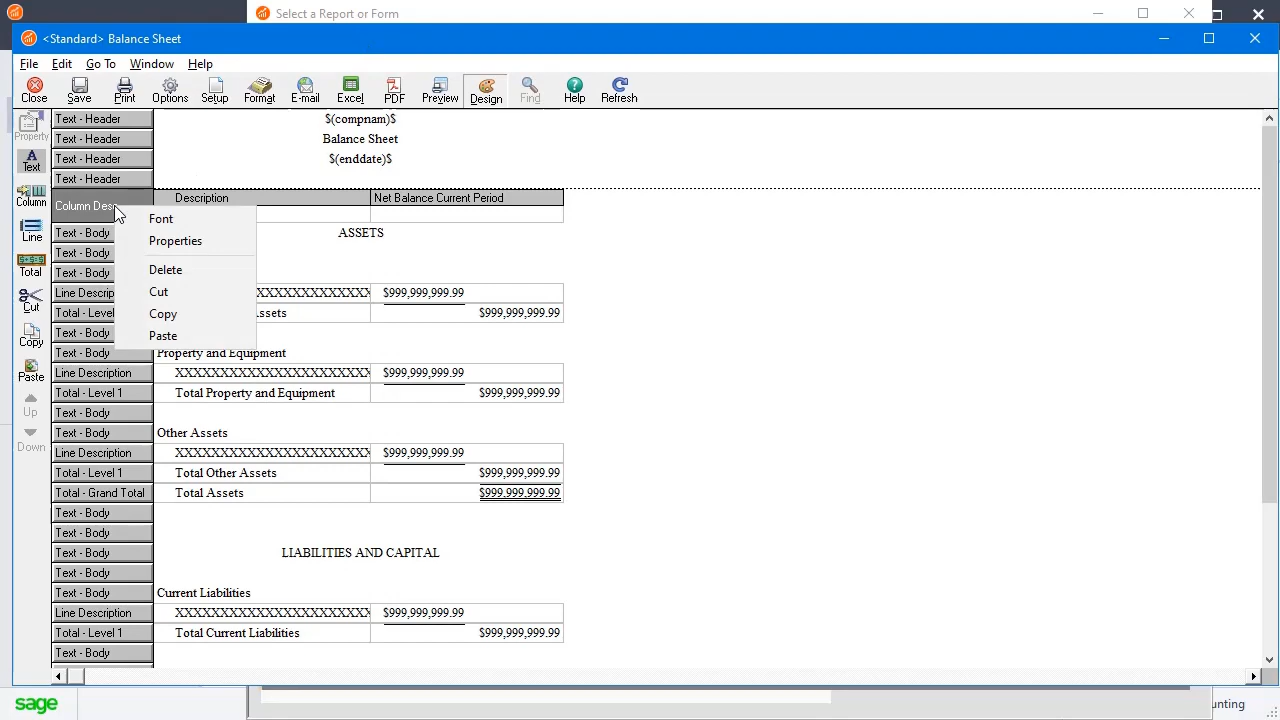 Select a Report or Form
<Standard> Balance Sheet
File Edit Go To Window Help
Close Save Print Options Setup Format E-mail Excel PDF Preview Design Find Help Refresh
Property
Text
Column
Line
Total
Cut
Copy
Paste
Up
Down
Text - Header $(compnam)$
Text - Header Balance Sheet
Text - Header $(enddate)$
Text - Header
Column Desc Description Net Balance Current Period
Font
Properties
Delete
Cut
Copy
Paste
Text - Body ASSETS
Text - Body
Text - Body
Line Descrip XXXXXXXXXXXXX $999,999,999.99
Total - Level Assets $999,999,999.99
Text - Body
Text - Body Property and Equipment
Line Description XXXXXXXXXXXXXXXXXXXXX $999,999,999.99
Total - Level 1 Total Property and Equipment $999,999,999.99
Text - Body
Text - Body Other Assets
Line Description XXXXXXXXXXXXXXXXXXXXX $999,999,999.99
Total - Level 1 Total Other Assets $999,999,999.99
Total - Grand Total Total Assets $999,999,999.99
Text - Body
Text - Body
Text - Body LIABILITIES AND CAPITAL
Text - Body
Text - Body Current Liabilities
Line Description XXXXXXXXXXXXXXXXXXXXX $999,999,999.99
Total - Level 1 Total Current Liabilities $999,999,999.99
Text - Body
sage
unting